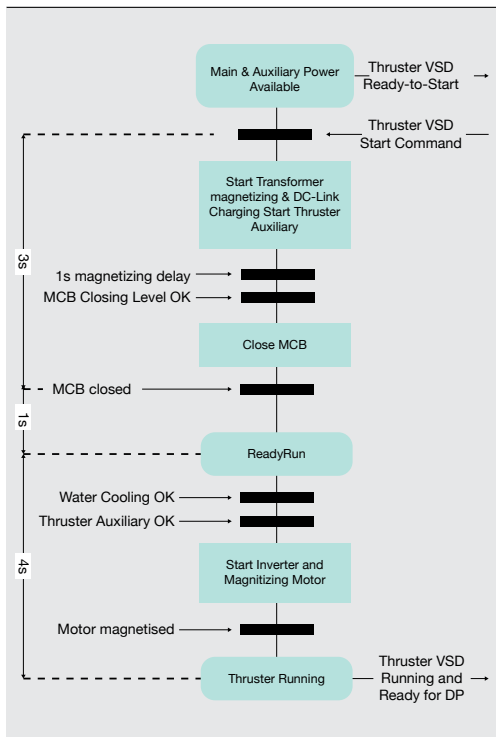 Main & Auxiliary Power
Available
Thruster VSD
Ready-to-Start
Thruster VSD
Start Command
Start Transformer
magnetizing & DC-Link
Charging Start Thruster
Auxiliary
3s
1s magnetizing delay
MCB Closing Level OK
Close MCB
MCB closed
1s
ReadyRun
Water Cooling OK
Thruster Auxiliary OK
4s
Start Inverter and
Magnitizing Motor
Motor magnetised
Thruster Running
Thruster VSD
Running and
Ready for DP